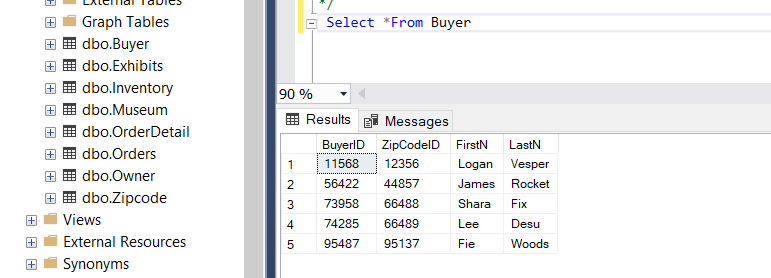 External Tables
Graph Tables
dbo.Buyer
dbo.Exhibits
dbo.Inventory
dbo.Museum
dbo.OrderDetail
dbo.Orders
dbo.Owner
dbo.Zipcode
Views
External Resources
Synonyms
*/
Select *From Buyer
90 %
Results Messages
BuyerID ZipCodeID FirstN LastN
1 11568 12356 Logan Vesper
2 56422 44857 James Rocket
3 73958 66488 Shara Fix
4 74285 66489 Lee Desu
5 95487 95137 Fie Woods